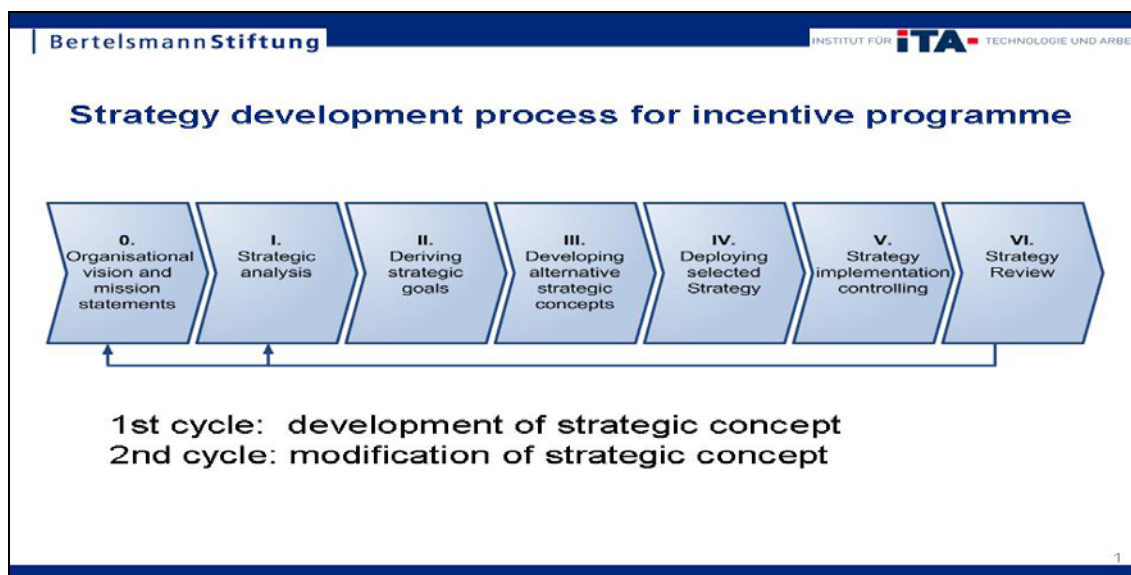 BertelsmannStiftung
INSTITUT FÜR iTA TECHNOLOGIE UND ARBE
Strategy development process for incentive programme
0.
Organisational
vision and
mission
statements
I.
Strategic
analysis
II.
Deriving
strategic
goals
III.
Developing
alternative
strategic
concepts
IV.
Deploying
selected
Strategy
V.
Strategy
implementation
controlling
VI.
Strategy
Review
1st cycle: development of strategic concept
2nd cycle: modification of strategic concept
1